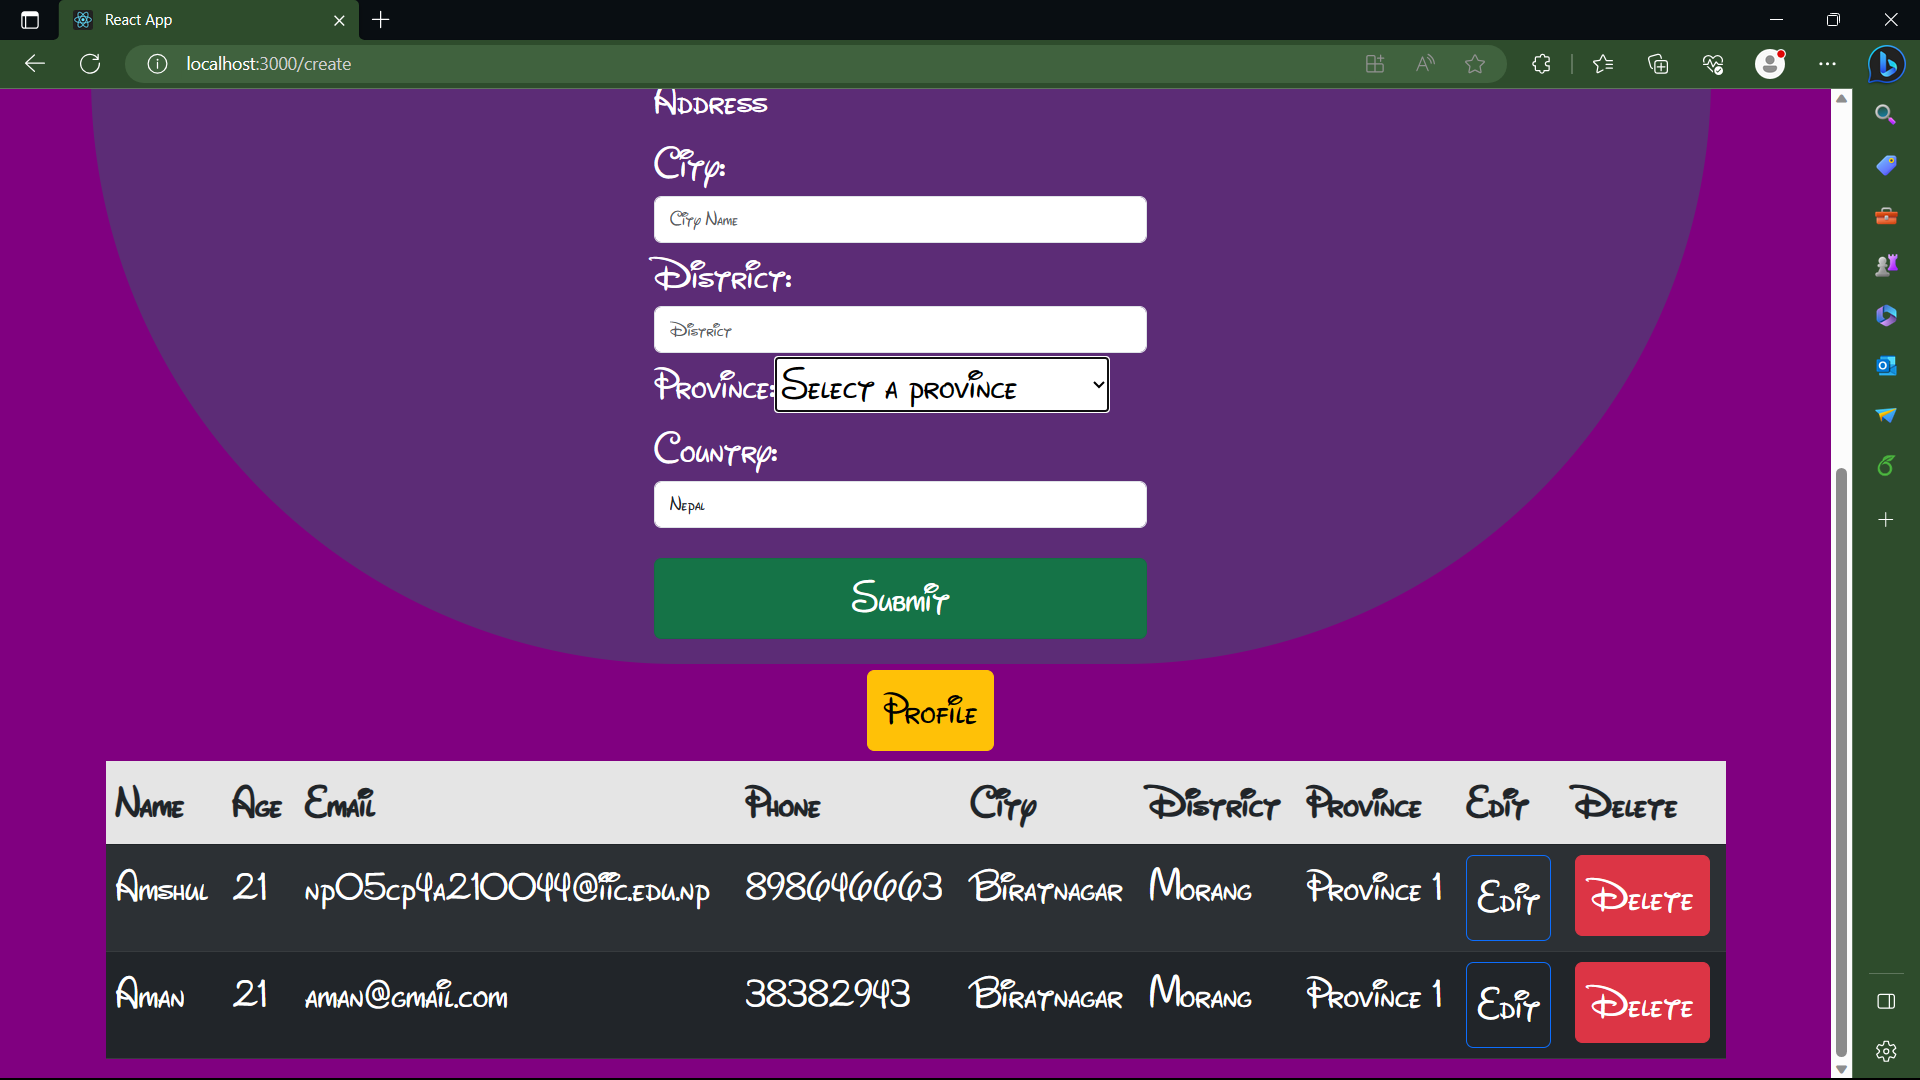 React App
localhost:3000/create
Address
City:
City Name
District:
District
Province: Select a province
Country:
Nepal
Submit
Profile
Name Age Email Phone City District Province Edit Delete
Amshul 21 np05cp4a210044@iic.edu.np 898646663 Biratnagar Morang Province 1 Edit Delete
Aman 21 aman@gmail.com 38382943 Biratnagar Morang Province 1 Edit Delete